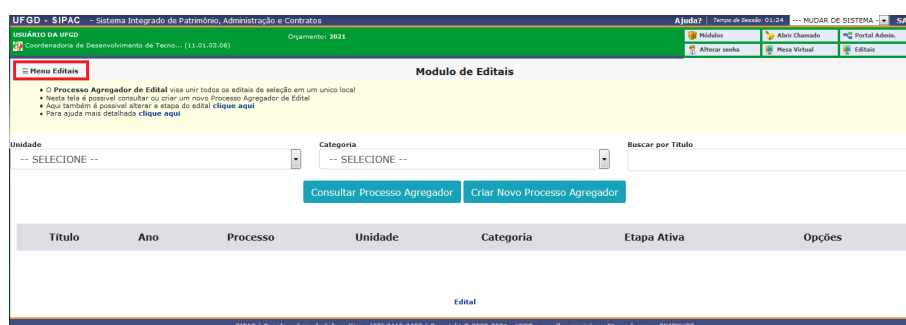 UFGD - SIPAC - Sistema Integrado de Patrimônio, Administração e Contratos
Ajuda? Tempo de Sessão: 01:24 --- MUDAR DE SISTEMA - SA
USUÁRIO DA UFGD
Orçamento: 2021
Coordenadoria de Desenvolvimento de Tecno... (11.01.03.08)
Módulos Abrir Chamado Portal Admin.
Alterar senha Mesa Virtual Editais
Menu Editais
Modulo de Editais
O Processo Agregador de Edital visa unir todos os editais de seleção em um unico local
Nesta tela é possivel consultar ou criar um novo Processo Agregador de Edital
Aqui também é possivel alterar a etapa do edital clique aqui
Para ajuda mais detalhada clique aqui
Unidade Categoria Buscar por Título
-- SELECIONE -- -- SELECIONE --
Consultar Processo Agregador Criar Novo Processo Agregador
Título Ano Processo Unidade Categoria Etapa Ativa Opções
Edital